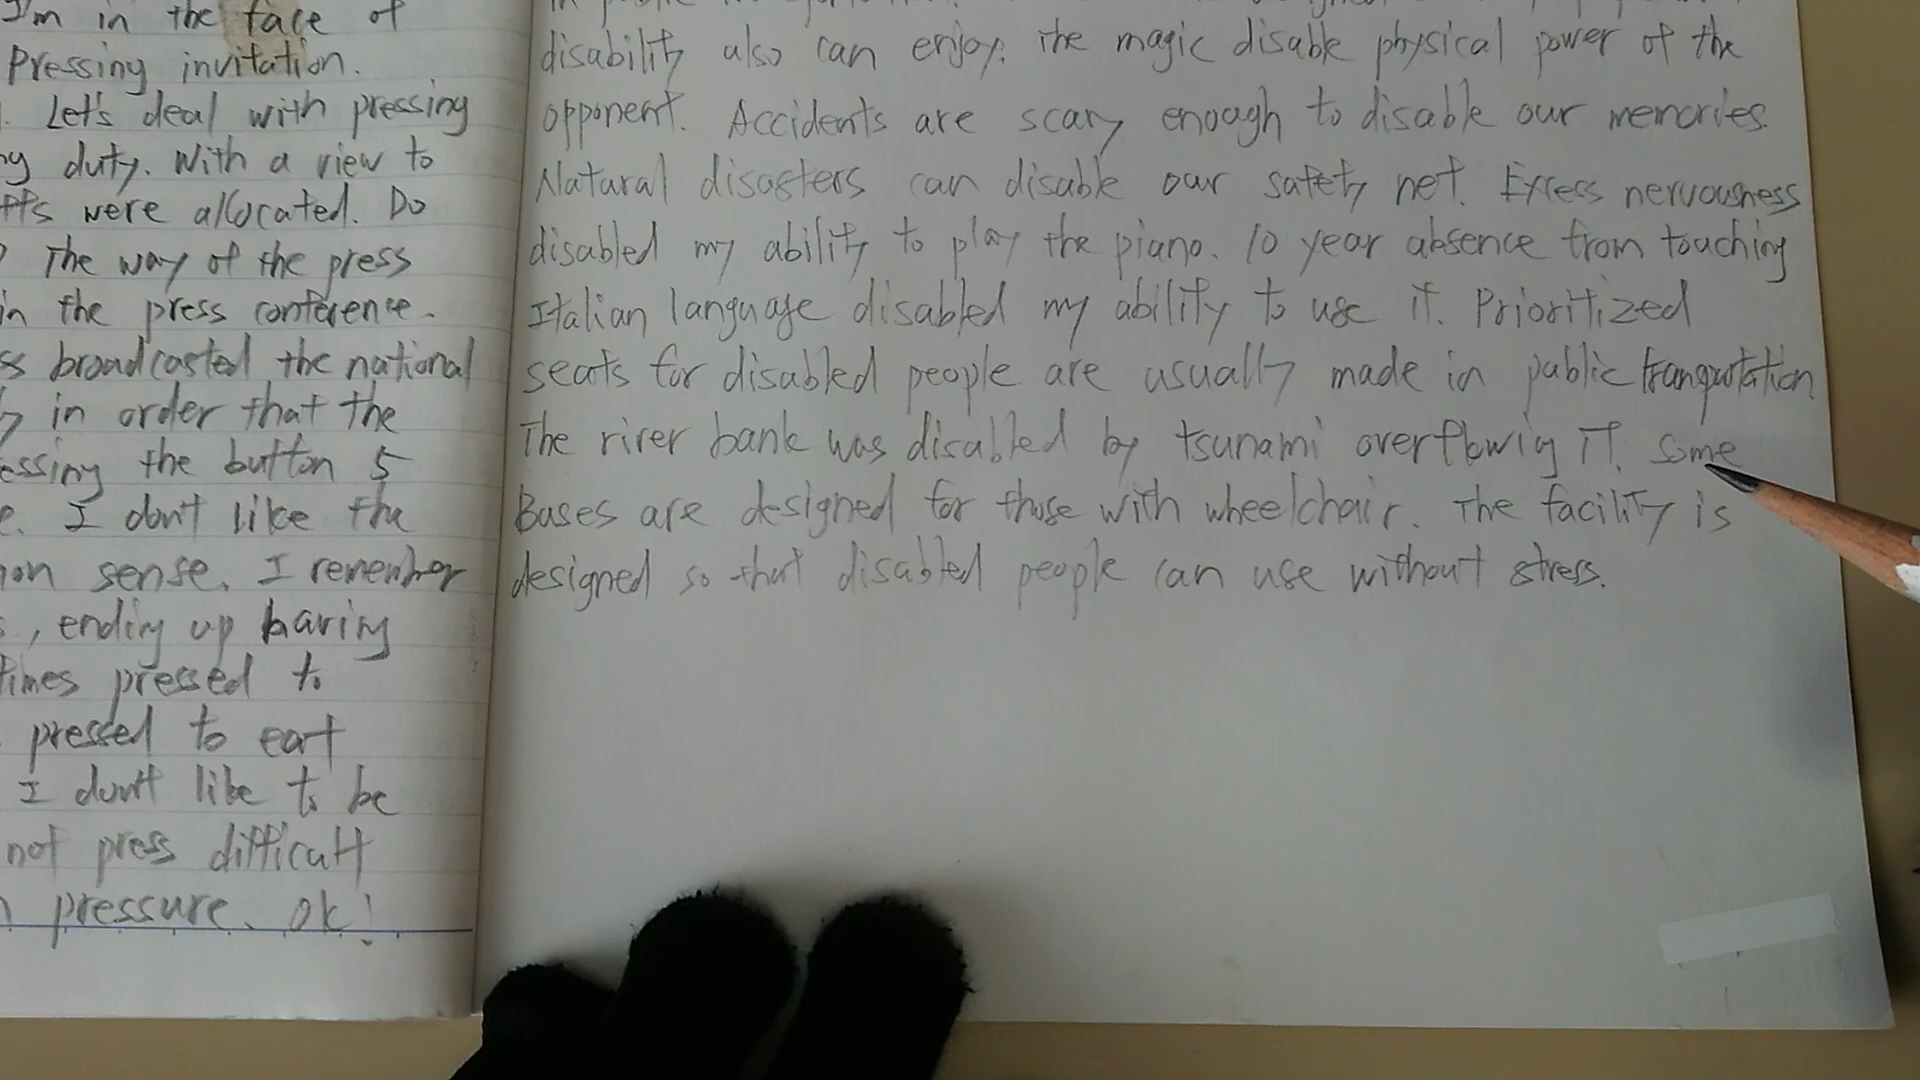 I'm in the face of
pressing invitation.
. Let's deal with pressing
duty. With a view to
were allocated. Do
? The way of the press
in the press conference.
broadcasted the national
in order that the
the button 5
. I don't like the
sense. I remember
, ending up having
times pressed to
pressed to eat
I don't like to be
not press difficult
pressure. ok!
in public
disability also can enjoy. The magic disable physical power of the
opponent. Accidents are scary enough to disable our memories.
Natural disasters can disable our safety net. Excess nervousness
disabled my ability to play the piano. 10 year absence from touching
Italian language disabled my ability to use it. Prioritized
seats for disabled people are usually made in public
The river bank was disabled by tsunami overflowig it. Some
Buses are designed for those with wheelchair. The facility is
designed so that disabled people can use without stress.